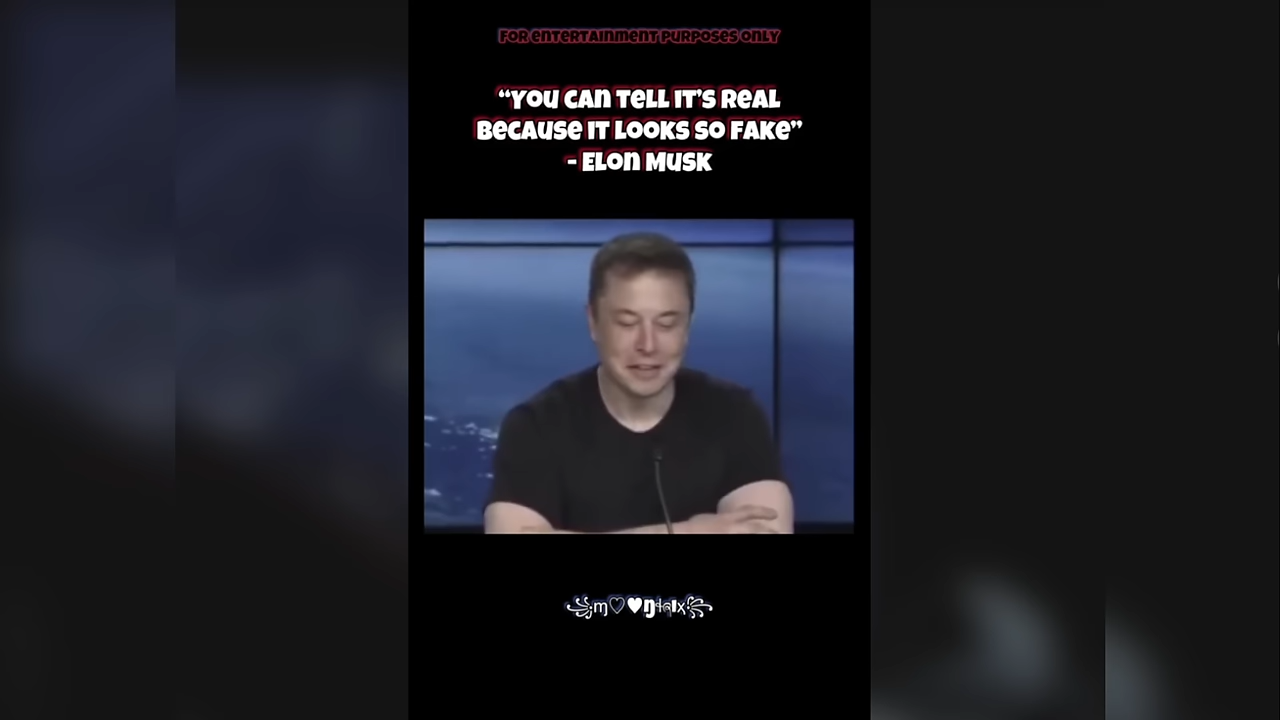 FOR ENTERTAINMENT PURPOSES ONLY
“YOU CAN TELL IT’S REAL
BECAUSE IT LOOKS SO FAKE”
- ELON MUSK